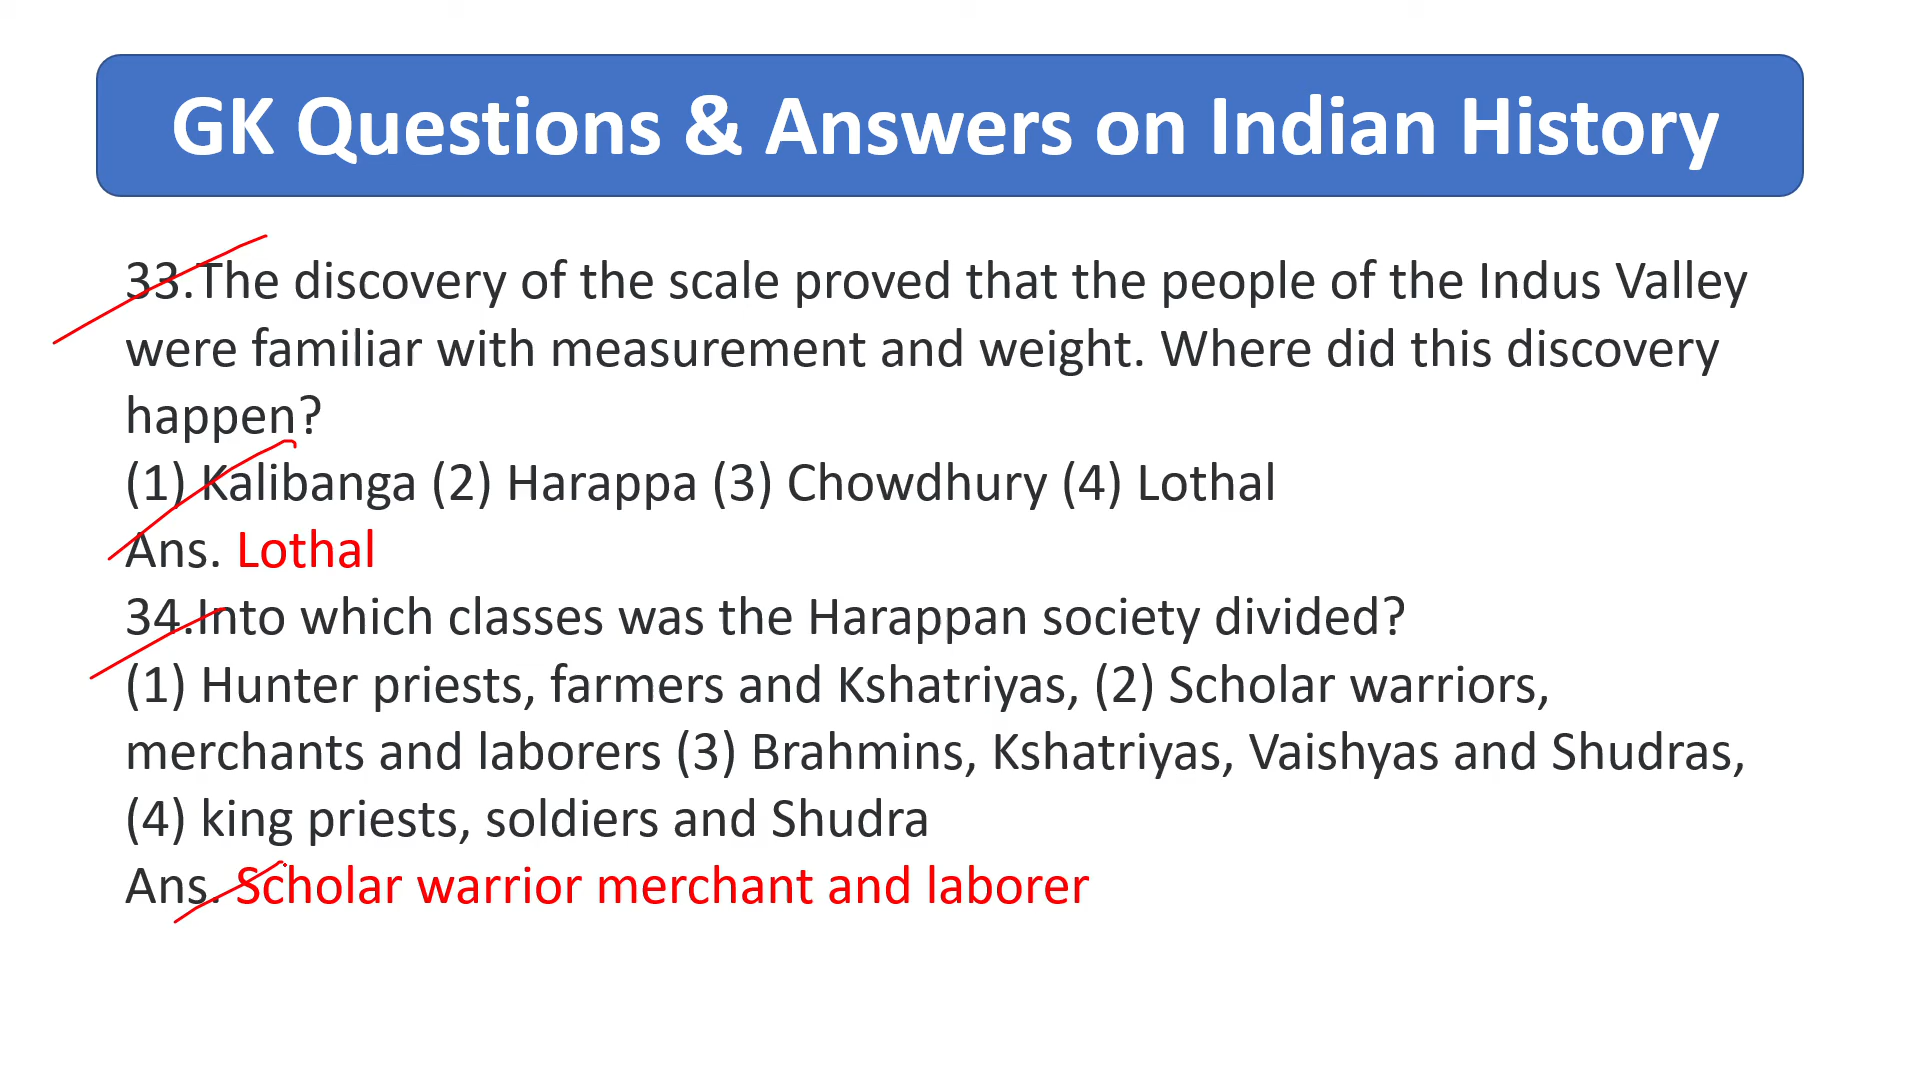 GK Questions & Answers on Indian History
33.The discovery of the scale proved that the people of the Indus Valley
were familiar with measurement and weight. Where did this discovery
happen?
(1) Kalibanga (2) Harappa (3) Chowdhury (4) Lothal
Ans. Lothal
34.Into which classes was the Harappan society divided?
(1) Hunter priests, farmers and Kshatriyas, (2) Scholar warriors,
merchants and laborers (3) Brahmins, Kshatriyas, Vaishyas and Shudras,
(4) king priests, soldiers and Shudra
Ans. Scholar warrior merchant and laborer